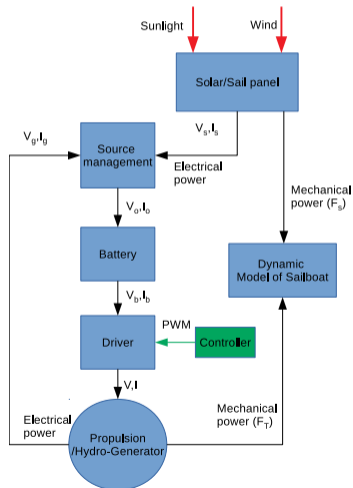 Sunlight
Wind
Solar/Sail panel
Vs,Is
Vg,Ig
Source
management
Electrical
power
Mechanical
power (Fs)
Vo,Io
Battery
Dynamic
Model of Sailboat
Vb,Ib
PWM
Driver
Controller
V,I
Electrical
power
Mechanical
power (FT)
Propulsion
/Hydro-Generator